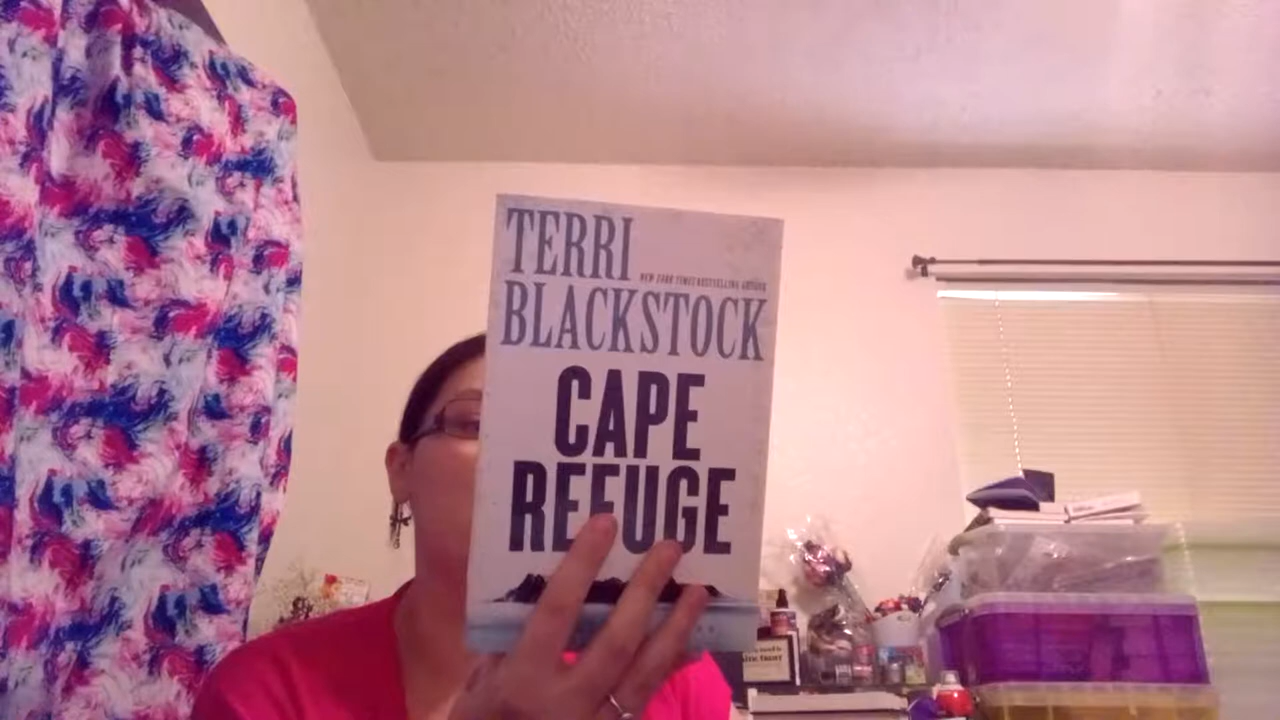 TERRI
NEW YORK TIMES BESTSELLING AUTHOR
BLACKSTOCK
CAPE
REFUGE